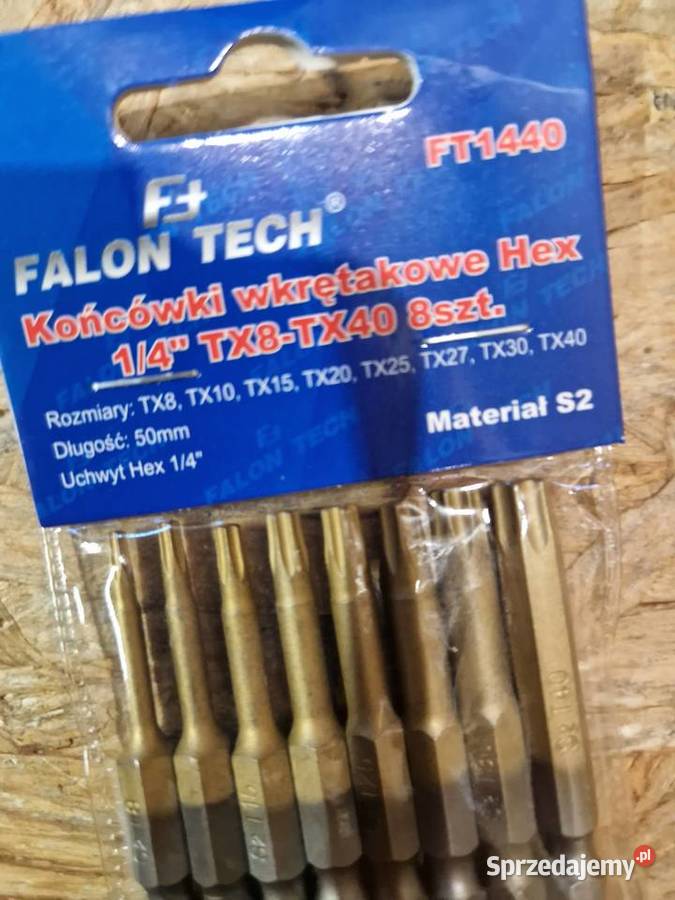 FT1440
FALON TECH®
Końcówki wkrętakowe Hex
1/4" TX8-TX40 8szt.
Rozmiary: TX8, TX10, TX15, TX20, TX25, TX27, TX30, TX40
Długość: 50mm
Uchwyt Hex 1/4"
Materiał S2
Sprzedajemy.pl